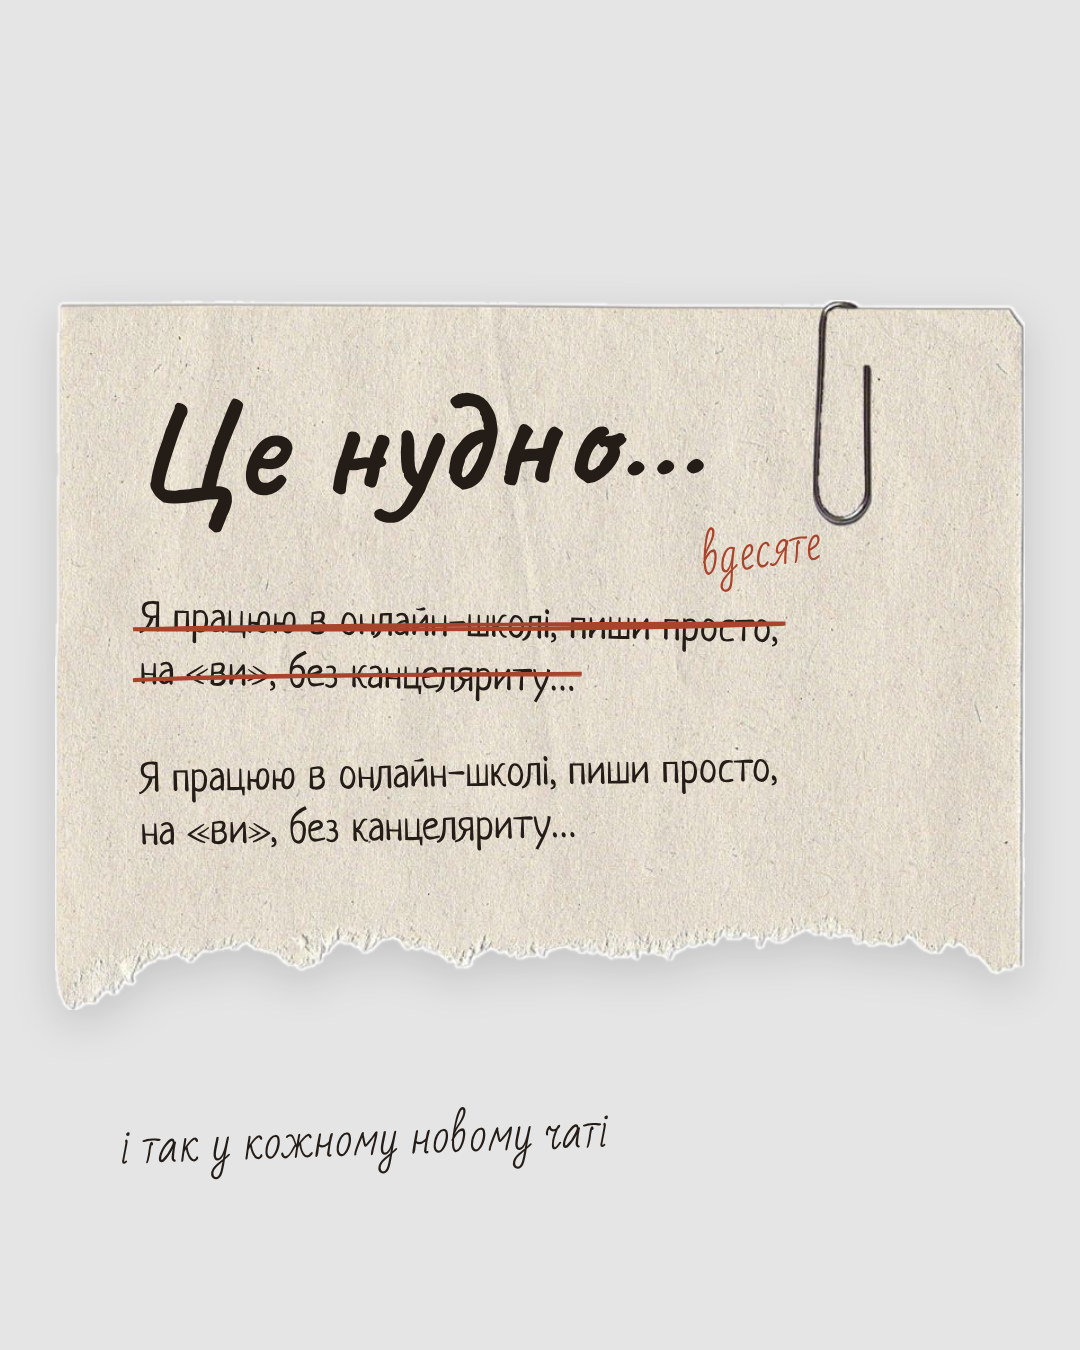 Це нудно...
вдесяте
Я працюю в онлайн-школі, пиши просто,
на «ви», без канцеляриту...
Я працюю в онлайн-школі, пиши просто,
на «ви», без канцеляриту...
і так у кожному новому чаті